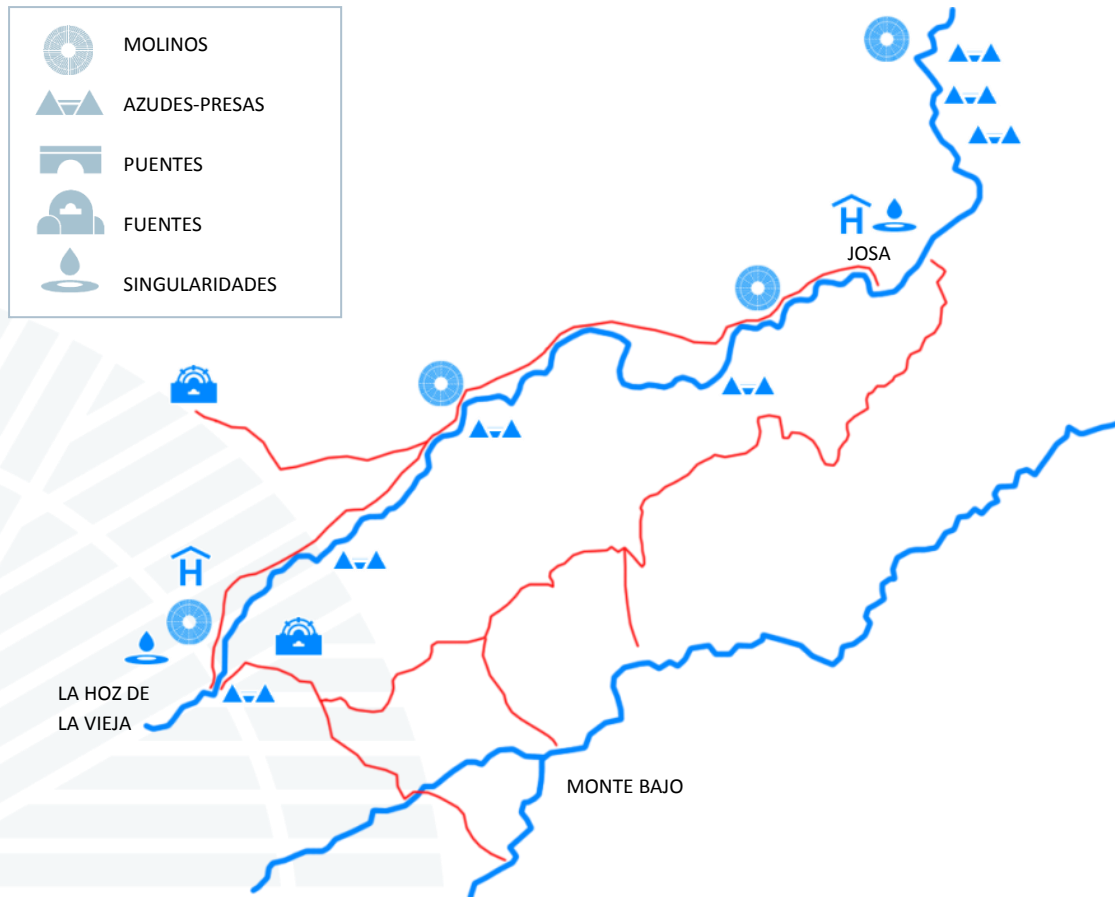 MOLINOS
AZUDES-PRESAS
PUENTES
FUENTES
SINGULARIDADES
H
JOSA
H
LA HOZ DE
LA VIEJA
MONTE BAJO